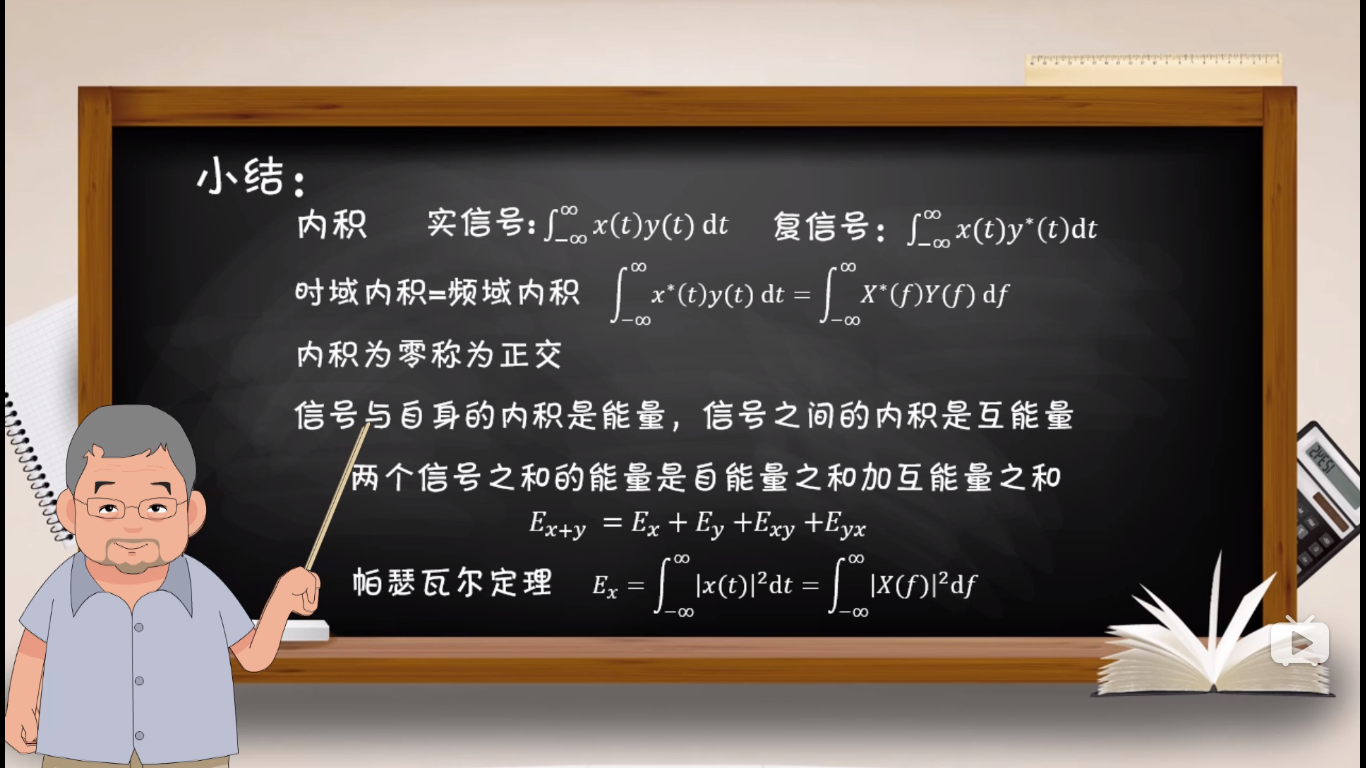 小结：
内积 实信号：∫_{-∞}^{∞} x(t)y(t) dt 复信号：∫_{-∞}^{∞} x(t)y*(t)dt
时域内积=频域内积 ∫_{-∞}^{∞} x*(t)y(t) dt = ∫_{-∞}^{∞} X*(f)Y(f) df
内积为零称为正交
信号与自身的内积是能量，信号之间的内积是互能量
两个信号之和的能量是自能量之和加互能量之和
E_{x+y} = E_x + E_y +E_{xy} +E_{yx}
帕瑟瓦尔定理 E_x = ∫_{-∞}^{∞} |x(t)|²dt = ∫_{-∞}^{∞} |X(f)|²df